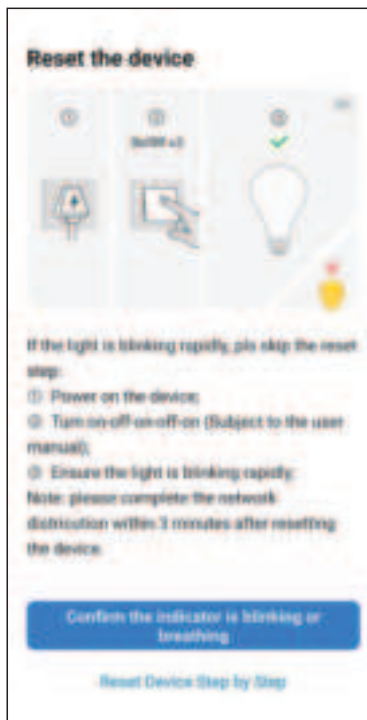 Reset the device
① ② ③
If the light is blinking rapidly, pls skip the reset
step:
① Power on the device;
② Turn on-off-on-off-on (Subject to the user
manual);
③ Ensure the light is blinking rapidly;
Note: please complete the network
distribution within 3 minutes after resetting
the device.
Confirm the indicator is blinking or
breathing
Reset Device Step by Step